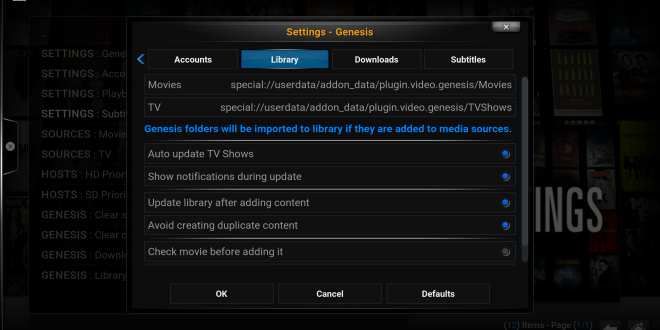 Settings - Genesis
Accounts
Library
Downloads
Subtitles
Movies special://userdata/addon_data/plugin.video.genesis/Movies
TV special://userdata/addon_data/plugin.video.genesis/TVShows
Genesis folders will be imported to library if they are added to media sources.
Auto update TV Shows
Show notifications during update
Update library after adding content
Avoid creating duplicate content
Check movie before adding it
OK
Cancel
Defaults
SETTINGS : Gene
SETTINGS : Acco
SETTINGS : Playb
SETTINGS : Subti
SOURCES : Movie
SOURCES : TV
HOSTS : HD Priori
HOSTS : SD Priori
GENESIS : Clear s
GENESIS : Clear c
GENESIS : Downlo
GENESIS : Library
INGS
(12) Items - Page (1/1)